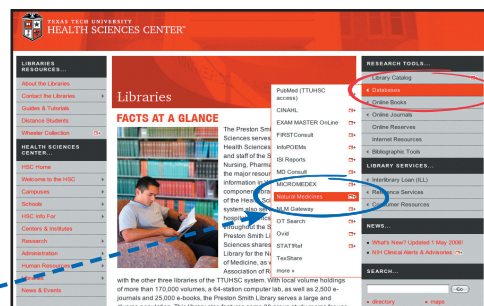 TEXAS TECH UNIVERSITY
HEALTH SCIENCES CENTER™
LIBRARIES
RESOURCES...
About the Libraries
Contact the Libraries
Guides & Tutorials
Distance Students
Wheeler Collection
HEALTH SCIENCES
CENTER...
HSC Home
Welcome to the HSC
Campuses
Schools
HSC Info For
Centers & Institutes
Research
Administration
Human Resources
News & Events
Libraries
FACTS AT A GLANCE
The Preston Smi
Sciences serves
Health Sciences
and staff of the S
Nursing, Pharma
the major resour
information in W
component librar
of the Health Sci
system also ser
hospitals, clinics
throughout the S
Preston Smith Li
Sciences shares
Library for the N
of Medicine, as w
Association of R
with the other three libraries of the TTUHSC system. With local volume holdings
of more than 170,000 volumes, a 64-station computer lab, as well as 2,500 e-
journals and 25,000 e-books, the Preston Smith Library serves a large and
PubMed (TTUHSC
access)
CINAHL
EXAM MASTER OnLine
FIRSTConsult
InfoPOEMs
ISI Reports
MD Consult
MICROMEDEX
Natural Medicines
NLM Gateway
OT Search
Ovid
STAT!Ref
TexShare
more »
RESEARCH TOOLS...
Library Catalog
Databases
Online Books
Online Journals
Online Reserves
Internet Resources
Bibliographic Tools
LIBRARY SERVICES...
Interlibrary Loan (ILL)
Reference Services
Consumer Resources
NEWS...
What's New? Updated 1 May 2006!
NIH Clinical Alerts & Advisories
SEARCH...
directory
maps